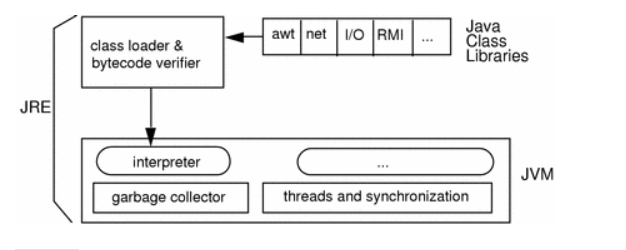 class loader &
bytecode verifier
awt net I/O RMI ...
Java
Class
Libraries
JRE
interpreter
...
JVM
garbage collector
threads and synchronization